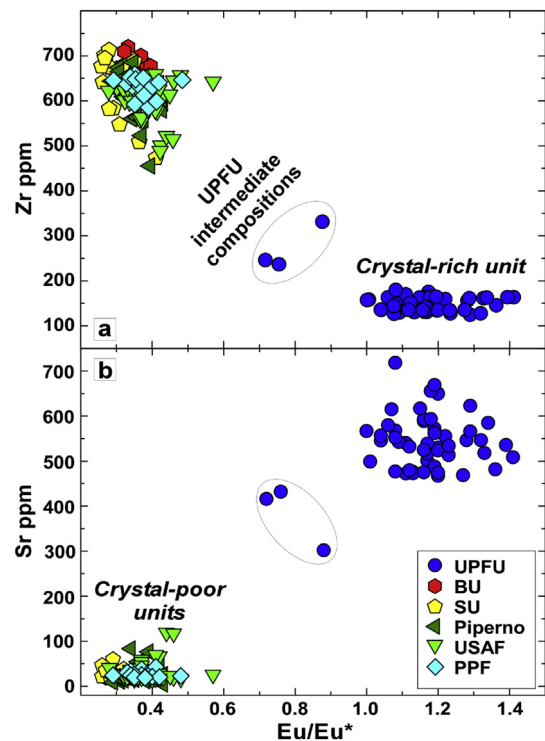 700
600
500
400
300
200
100
Zr ppm
UPFU
intermediate
compositions
Crystal-rich unit
a
b
700
600
500
400
300
200
100
0
Sr ppm
Crystal-poor
units
UPFU
BU
SU
Piperno
USAF
PPF
0.4 0.6 0.8 1.0 1.2 1.4
Eu/Eu*